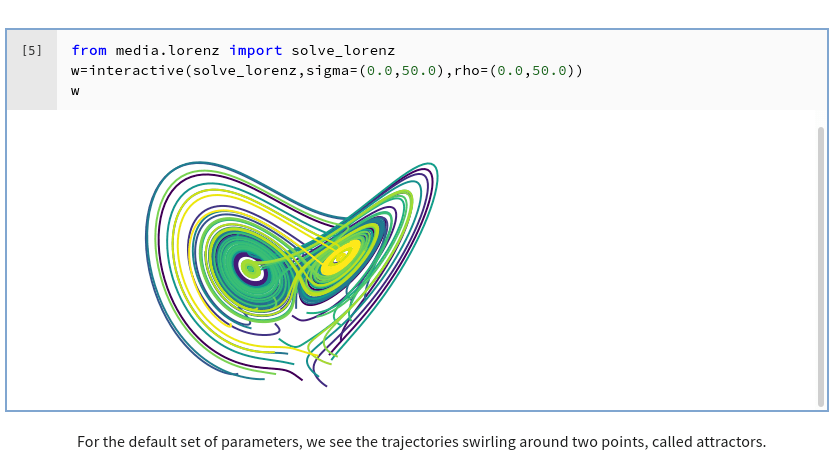 [5]
from media.lorenz import solve_lorenz
w=interactive(solve_lorenz,sigma=(0.0,50.0),rho=(0.0,50.0))
w
For the default set of parameters, we see the trajectories swirling around two points, called attractors.